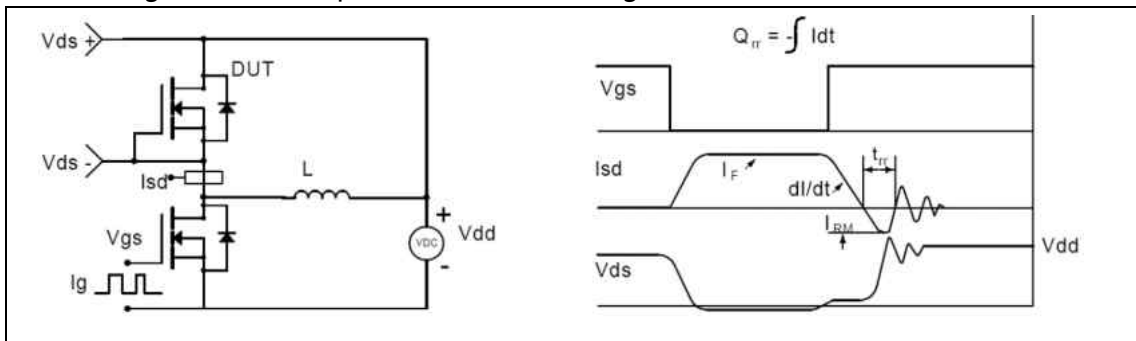 Vds +
DUT
Vds -
Isd
L
Vgs
Ig
+
VDC
-
Vdd
Qrr = -∫ Idt
Vgs
Isd
IF
dI/dt
trr
IRM
Vdd
Vds